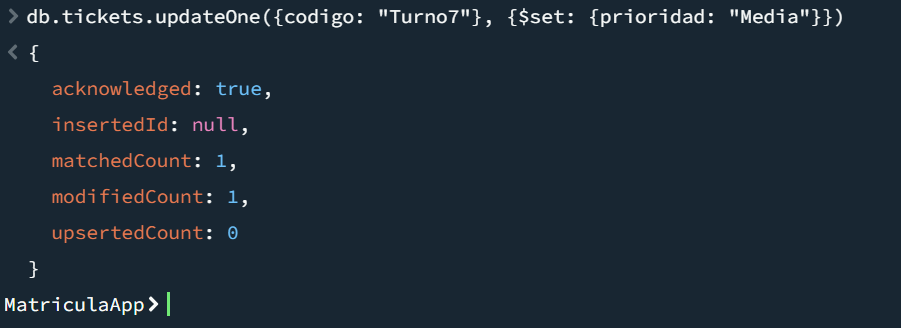 > db.tickets.updateOne({codigo: "Turno7"}, {$set: {prioridad: "Media"}})
< {
acknowledged: true,
insertedId: null,
matchedCount: 1,
modifiedCount: 1,
upsertedCount: 0
}
MatriculaApp>